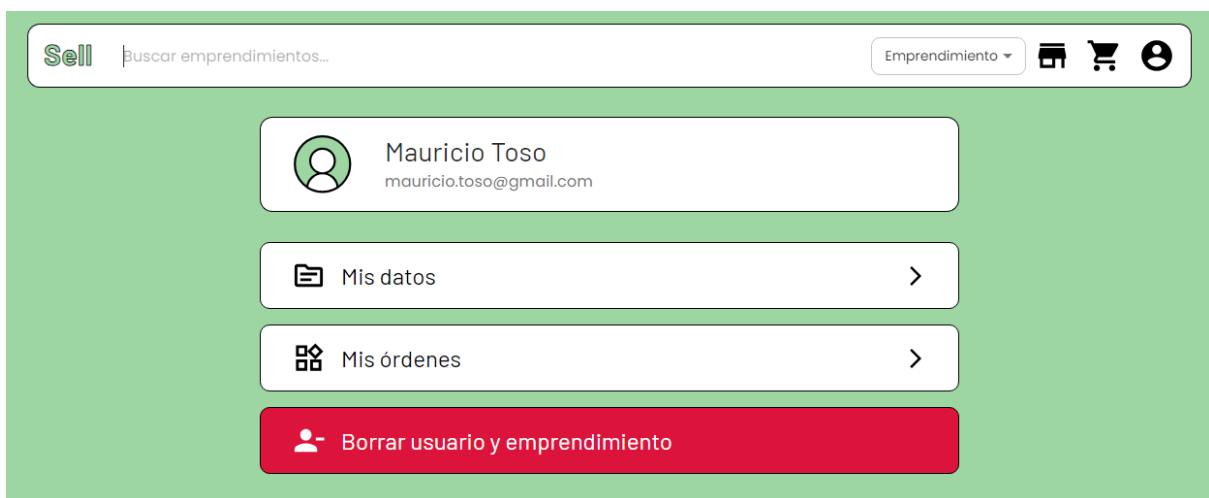 Sell
Buscar emprendimientos...
Emprendimiento
Mauricio Toso
mauricio.toso@gmail.com
Mis datos
Mis órdenes
Borrar usuario y emprendimiento